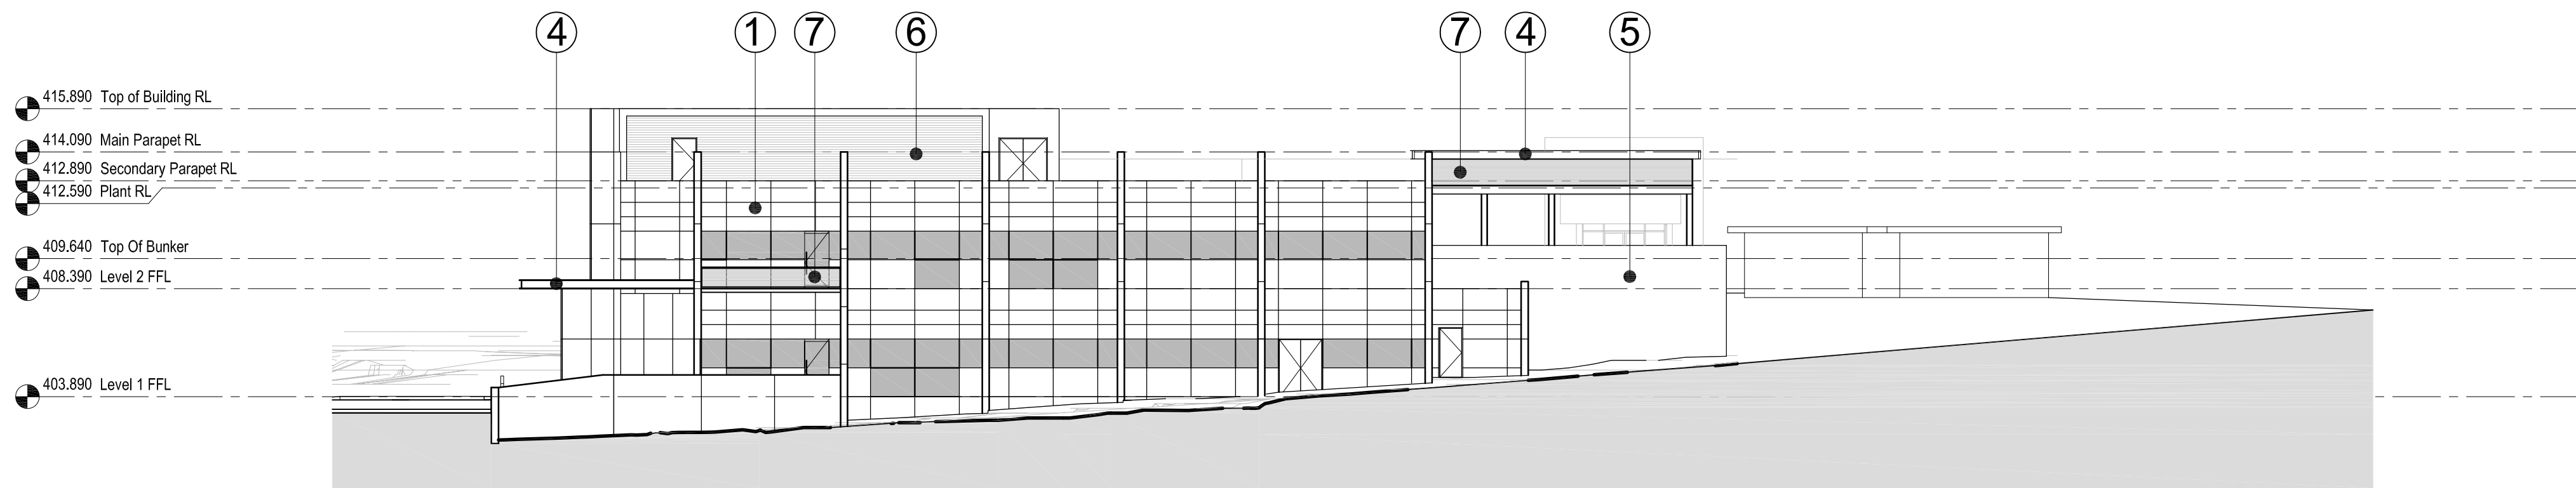 4 1 7 6 7 4 5
415.890 Top of Building RL
414.090 Main Parapet RL
412.890 Secondary Parapet RL
412.590 Plant RL
409.640 Top Of Bunker
408.390 Level 2 FFL
403.890 Level 1 FFL